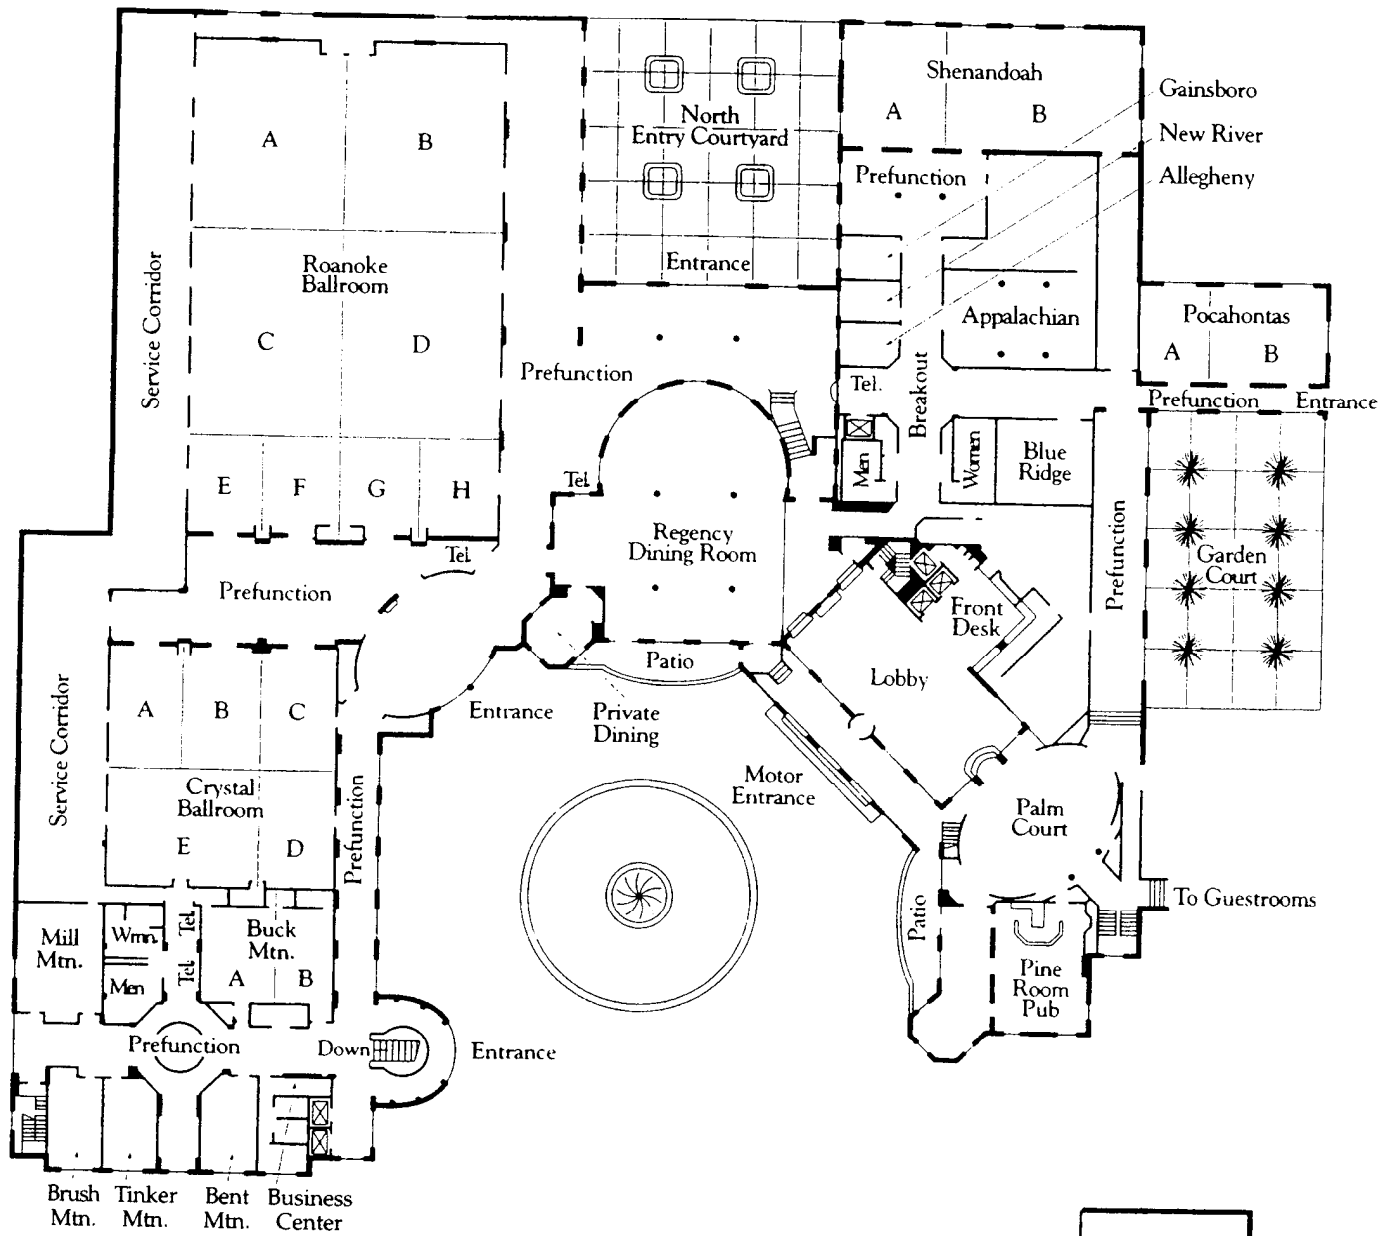 Shenandoah
A
B
Gainsboro
New River
Allegheny
North
Entry Courtyard
Entrance
A
B
Prefunction
Service Corridor
Roanoke
Ballroom
C
D
Appalachian
Pocahontas
A
B
Prefunction
Tel.
Breakout
Prefunction
Entrance
E
F
G
H
Tel.
Men
Women
Blue
Ridge
Regency
Dining Room
Tel.
Prefunction
Garden
Court
Prefunction
Front
Desk
Patio
Lobby
Service Corridor
A
B
C
Entrance
Private
Dining
Motor
Entrance
Crystal
Ballroom
E
D
Prefunction
Palm
Court
To Guestrooms
Patio
Mill
Mtn.
Wmn.
Tel.
Buck
Mtn.
A
B
Men
Tel.
Pine
Room
Pub
Prefunction
Down
Entrance
Brush
Mtn.
Tinker
Mtn.
Bent
Mtn.
Business
Center